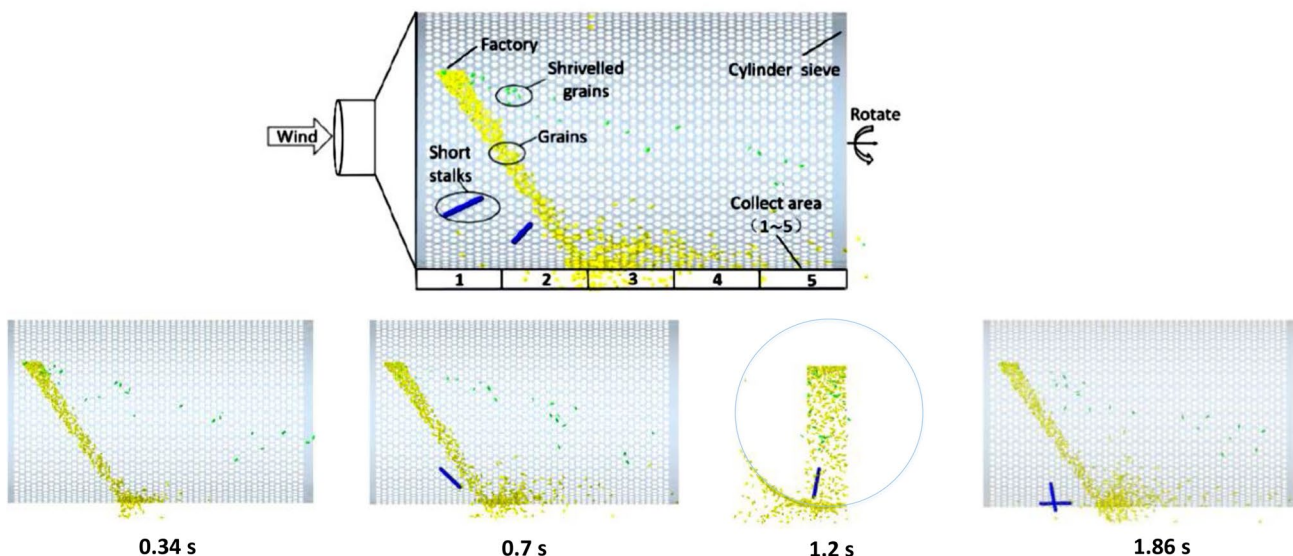 Factory
Shrivelled
grains
Cylinder sieve
Wind
Rotate
Grains
Short
stalks
Collect area
（1~5）
1 2 3 4 5
0.34 s 0.7 s 1.2 s 1.86 s